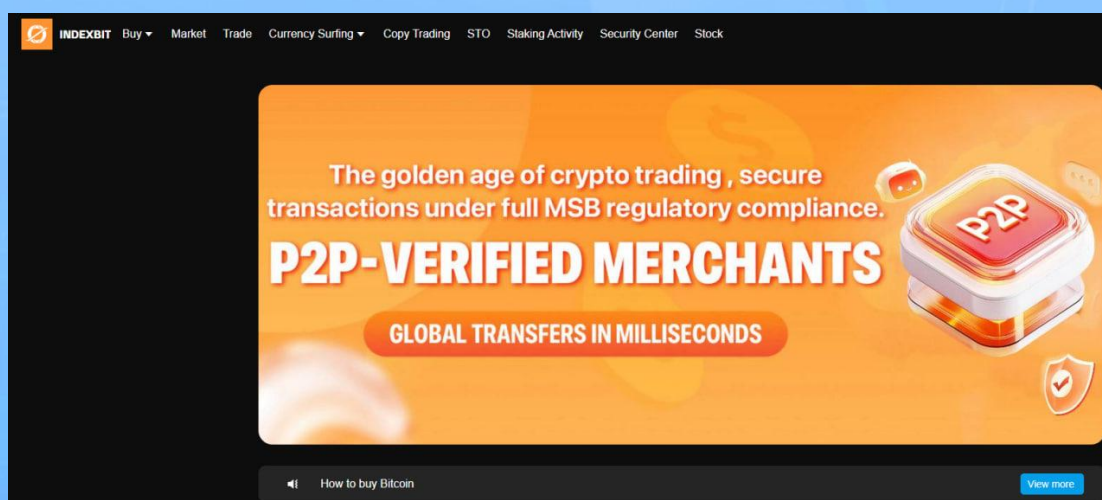 INDEXBIT Buy Market Trade Currency Surfing Copy Trading STO Staking Activity Security Center Stock
The golden age of crypto trading , secure
transactions under full MSB regulatory compliance.
P2P-VERIFIED MERCHANTS
GLOBAL TRANSFERS IN MILLISECONDS
P2P
How to buy Bitcoin View more